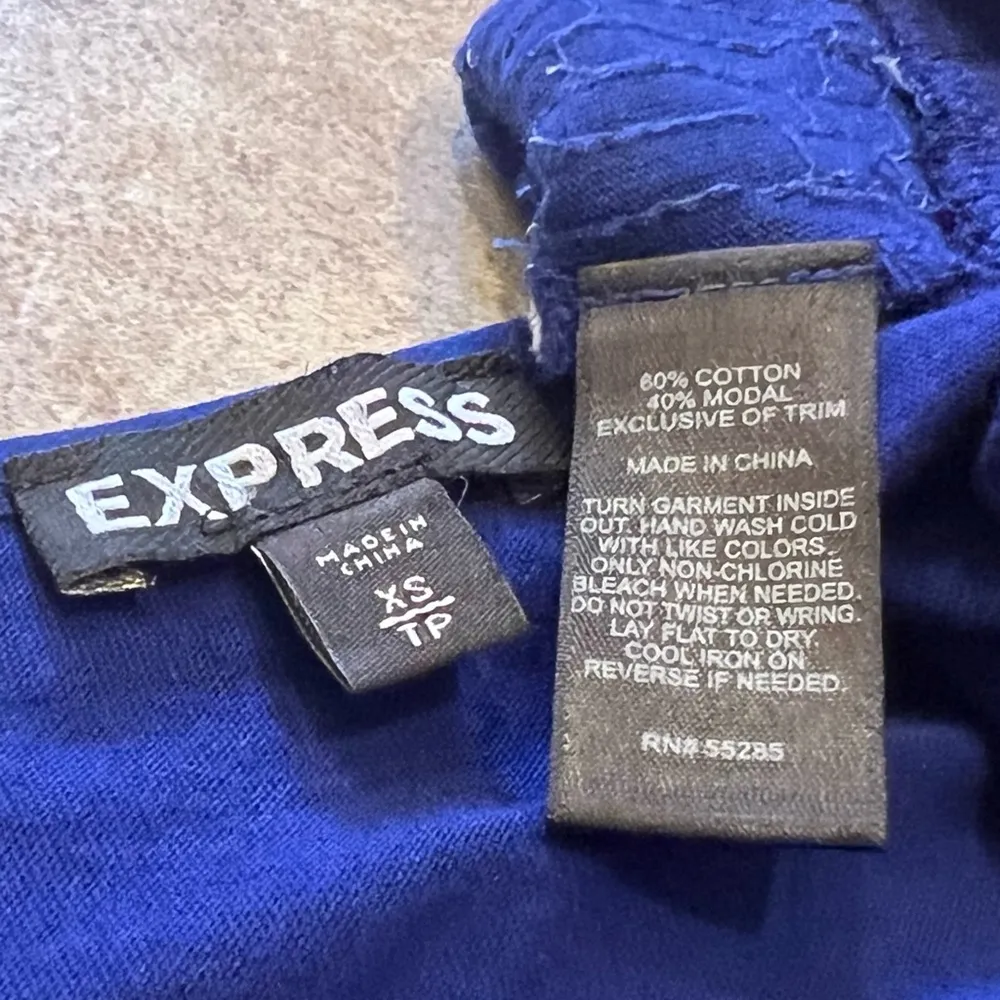 EXPRESS
MADE IN
CHINA
XS
TP
60% COTTON
40% MODAL
EXCLUSIVE OF TRIM
MADE IN CHINA
TURN GARMENT INSIDE
OUT. HAND WASH COLD
WITH LIKE COLORS.
ONLY NON-CHLORINE
BLEACH WHEN NEEDED.
DO NOT TWIST OR WRING.
LAY FLAT TO DRY.
COOL IRON ON
REVERSE IF NEEDED.
RN# 55285